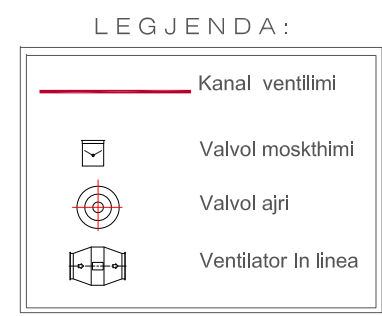 LEGJENDA:
Kanal ventilimi
Valvol moskthimi
Valvol ajri
Ventilator In linea